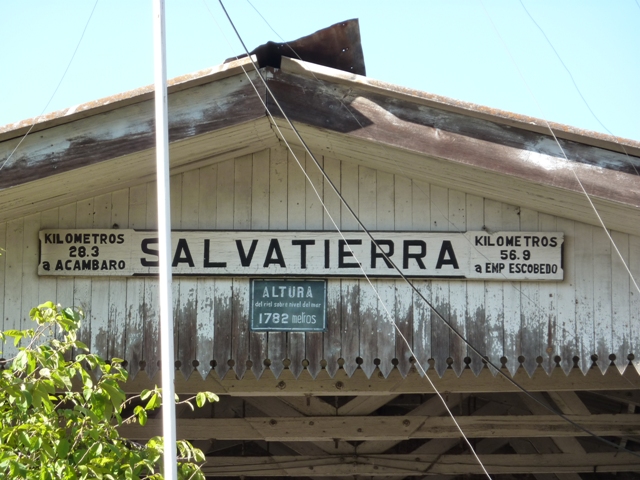 KILOMETROS
28.3
a ACAMBARO
SALVATIERRA
KILOMETROS
56.9
a EMP ESCOBEDO
ALTURA
del riel sobre nivel del mar
1782 metros